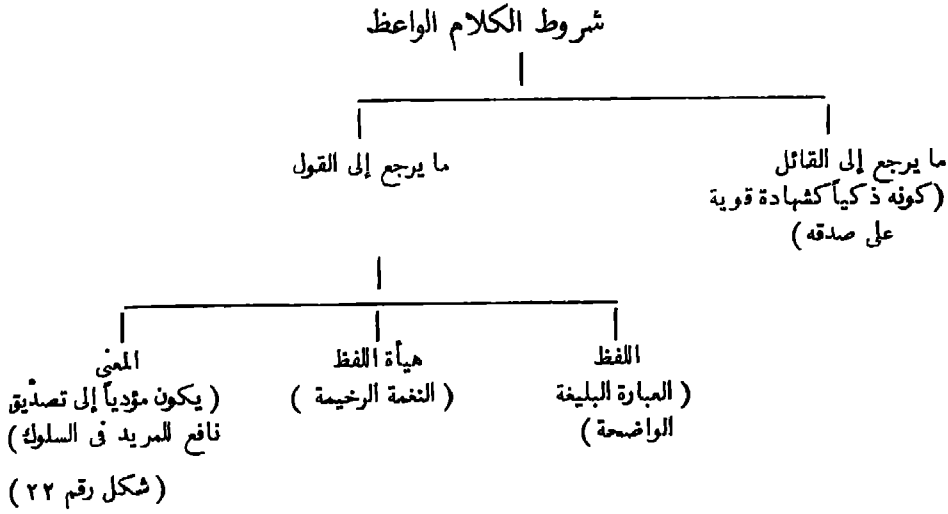 شروط الكلام الواعظ
ما يرجع إلى القائل
(كونه ذكياً كشهادة قوية
على صدقه)
ما يرجع إلى القول
اللفظ
(العبارة البليغة
الواضحة)
هيأة اللفظ
(النغمة الرخيمة)
المعنى
(يكون مؤدياً إلى تصديق
نافع للمريد فى السلوك)
(شكل رقم ٢٢)